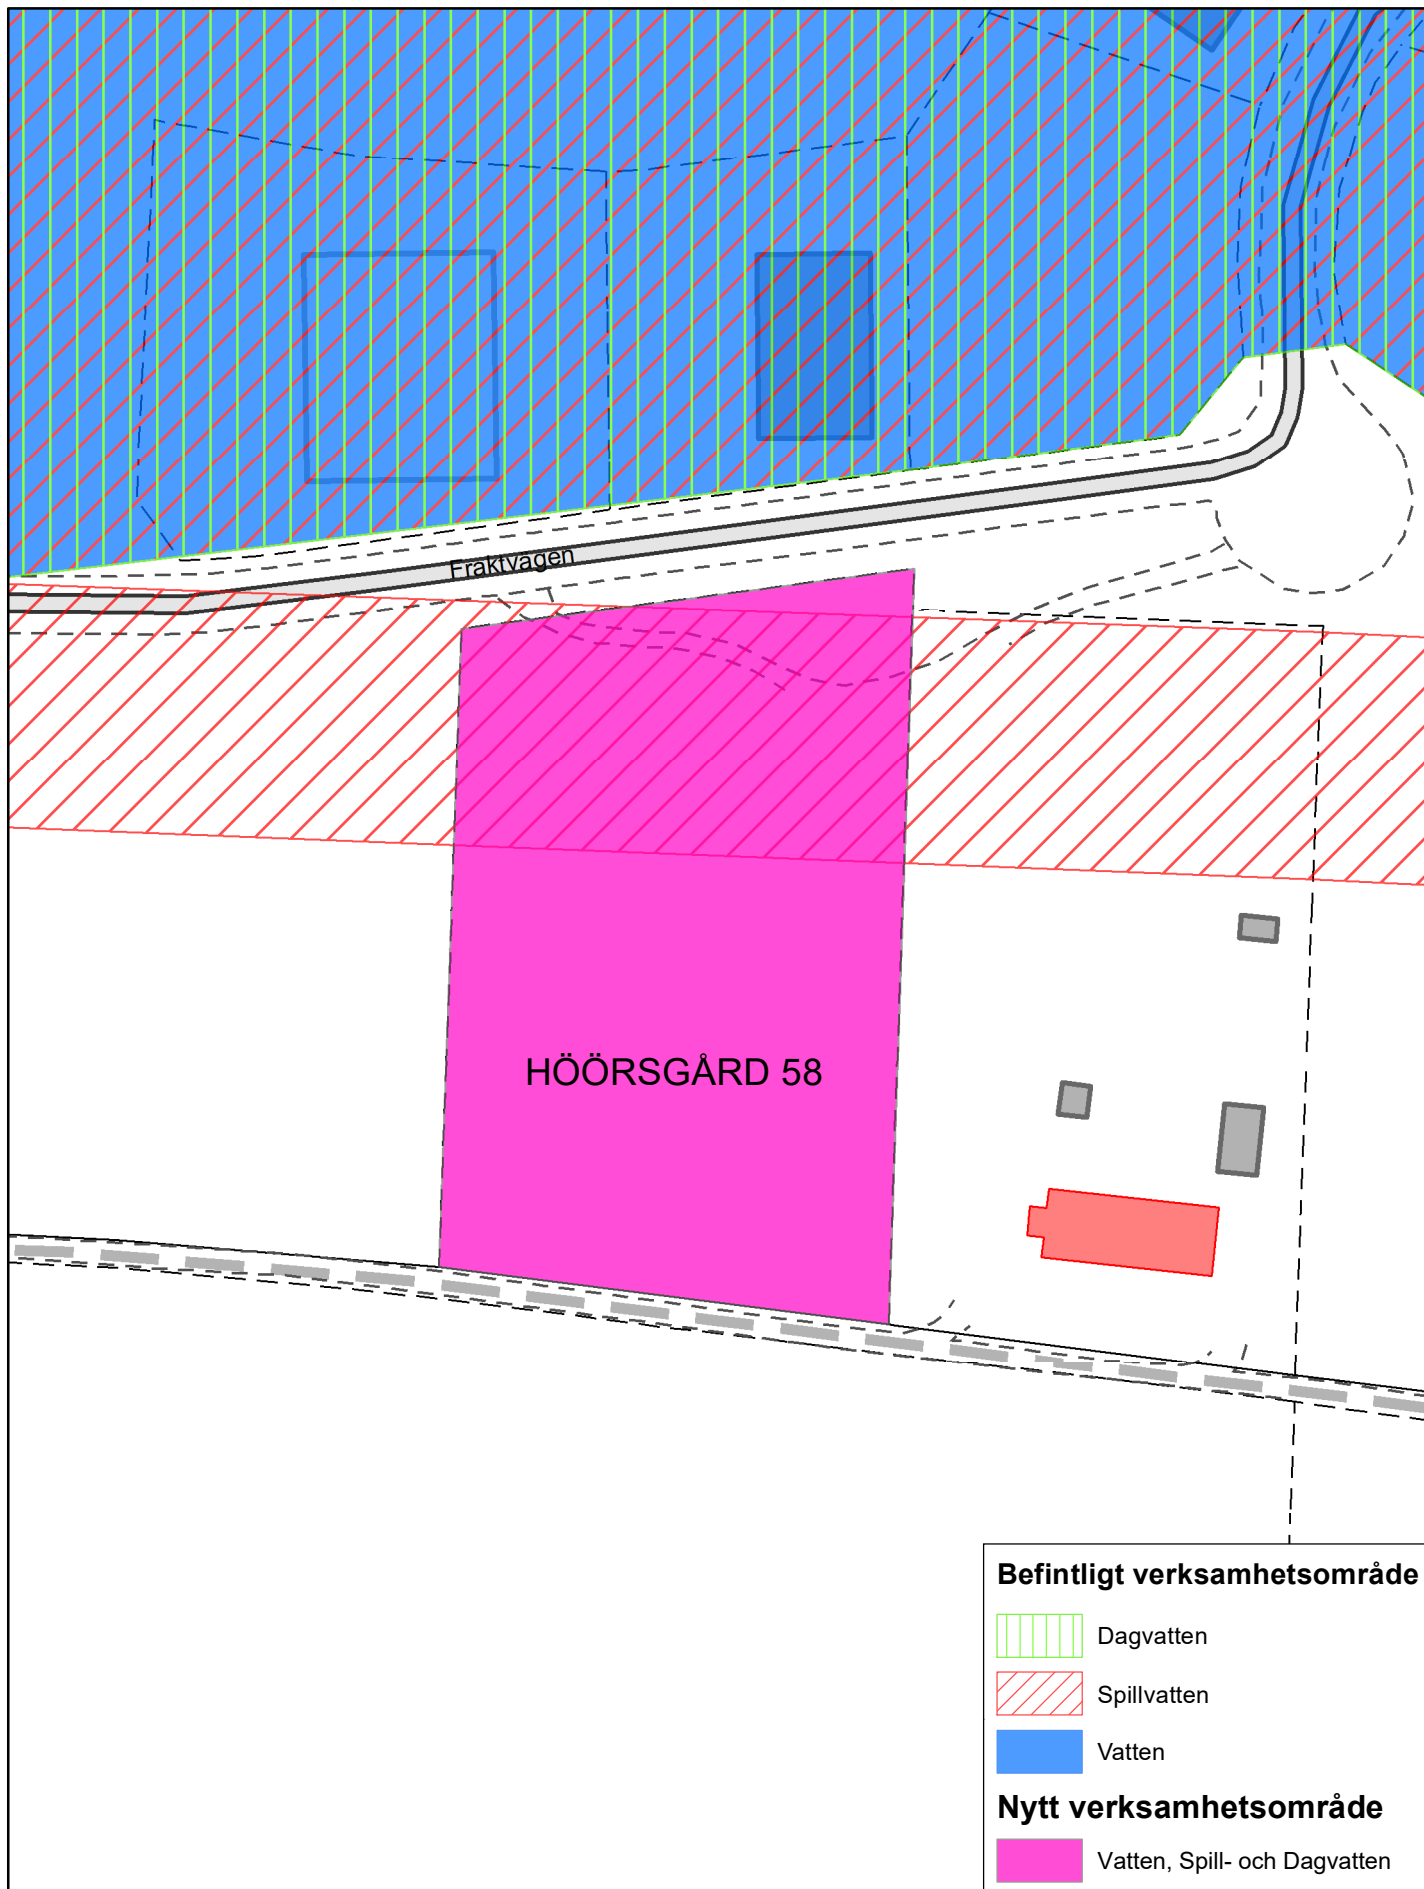 Fraktvägen
HÖÖRSGÅRD 58
Befintligt verksamhetsområde
Dagvatten
Spillvatten
Vatten
Nytt verksamhetsområde
Vatten, Spill- och Dagvatten